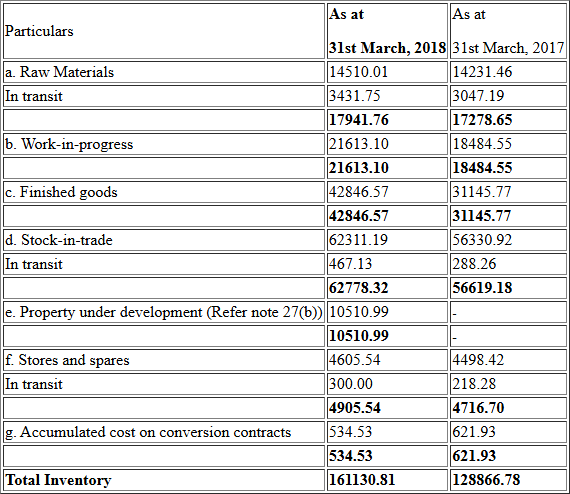 Particulars As at As at
31st March, 2018 31st March, 2017
a. Raw Materials 14510.01 14231.46
In transit 3431.75 3047.19
17941.76 17278.65
b. Work-in-progress 21613.10 18484.55
21613.10 18484.55
c. Finished goods 42846.57 31145.77
42846.57 31145.77
d. Stock-in-trade 62311.19 56330.92
In transit 467.13 288.26
62778.32 56619.18
e. Property under development (Refer note 27(b)) 10510.99 -
10510.99 -
f. Stores and spares 4605.54 4498.42
In transit 300.00 218.28
4905.54 4716.70
g. Accumulated cost on conversion contracts 534.53 621.93
534.53 621.93
Total Inventory 161130.81 128866.78